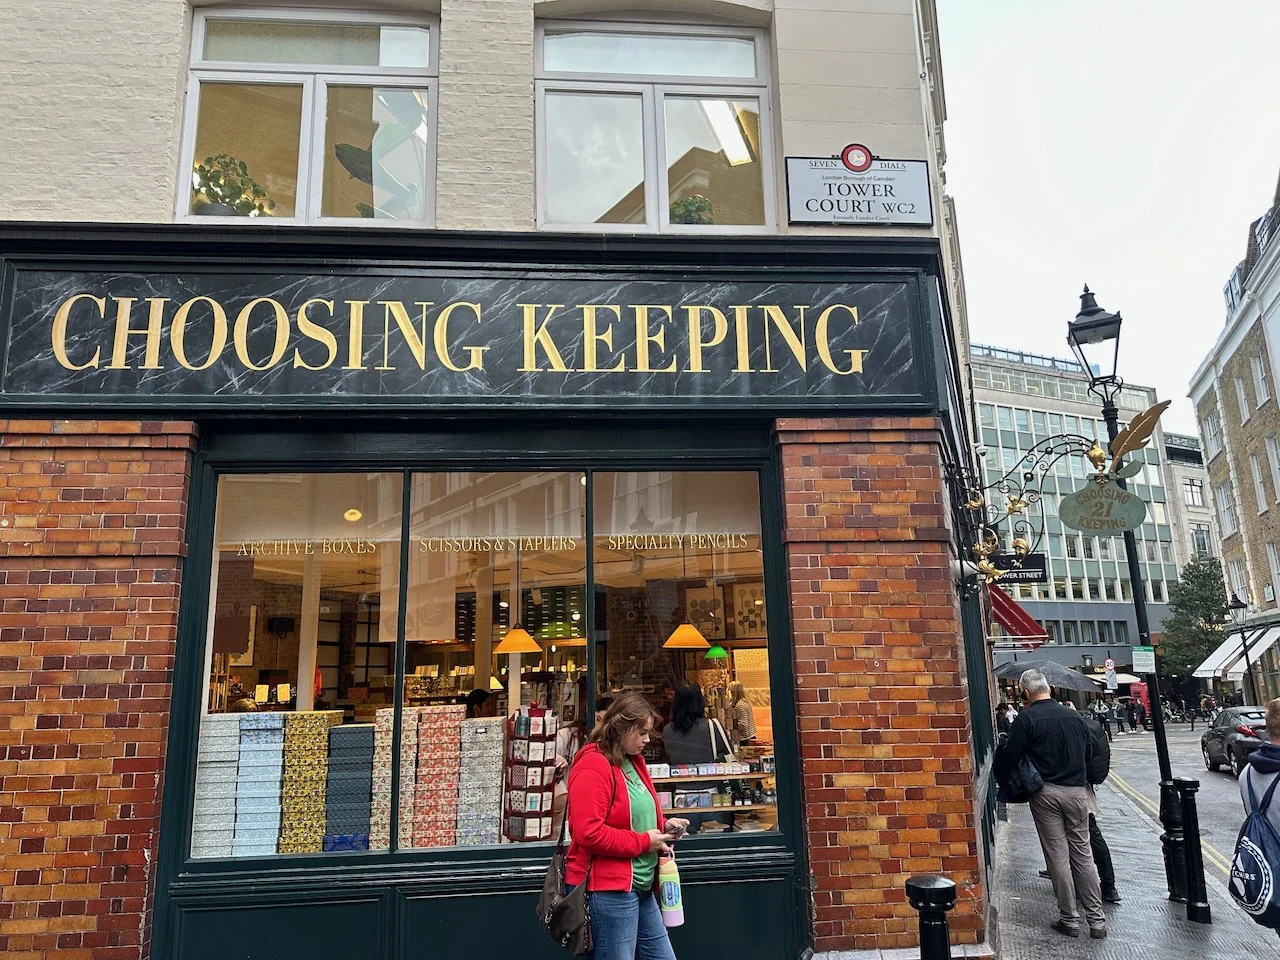 SEVEN DIALS
London Borough of Camden
TOWER
COURT WC2
Formerly Lumber Court
CHOOSING KEEPING
ARCHIVE BOXES
SCISSORS & STAPLERS
SPECIALTY PENCILS
CHOOSING
21
KEEPING
TOWER STREET
20